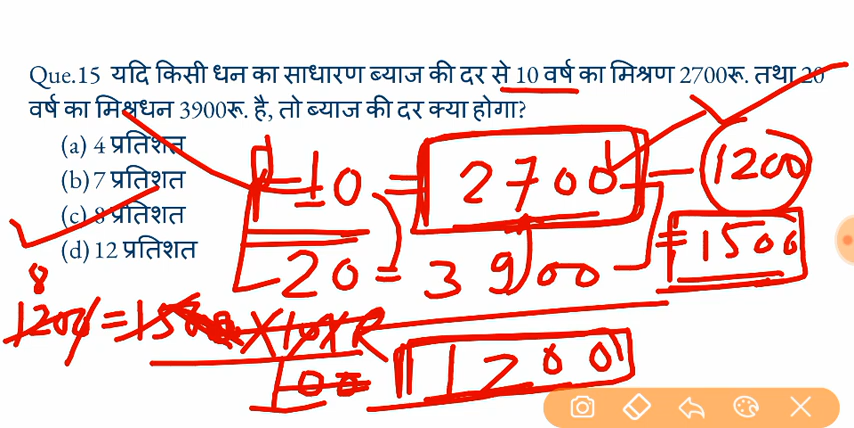 Que.15 यदि किसी धन का साधारण ब्याज की दर से 10 वर्ष का मिश्रण 2700रू. तथा 20
वर्ष का मिश्रधन 3900रू. है, तो ब्याज की दर क्या होगा?
(a) 4 प्रतिशत
(b) 7 प्रतिशत
(c) 8 प्रतिशत
(d) 12 प्रतिशत
10 = 2700 - 1200
20 = 3900 = 1500
8
1200 = 1500 X 10 X R
100
1200